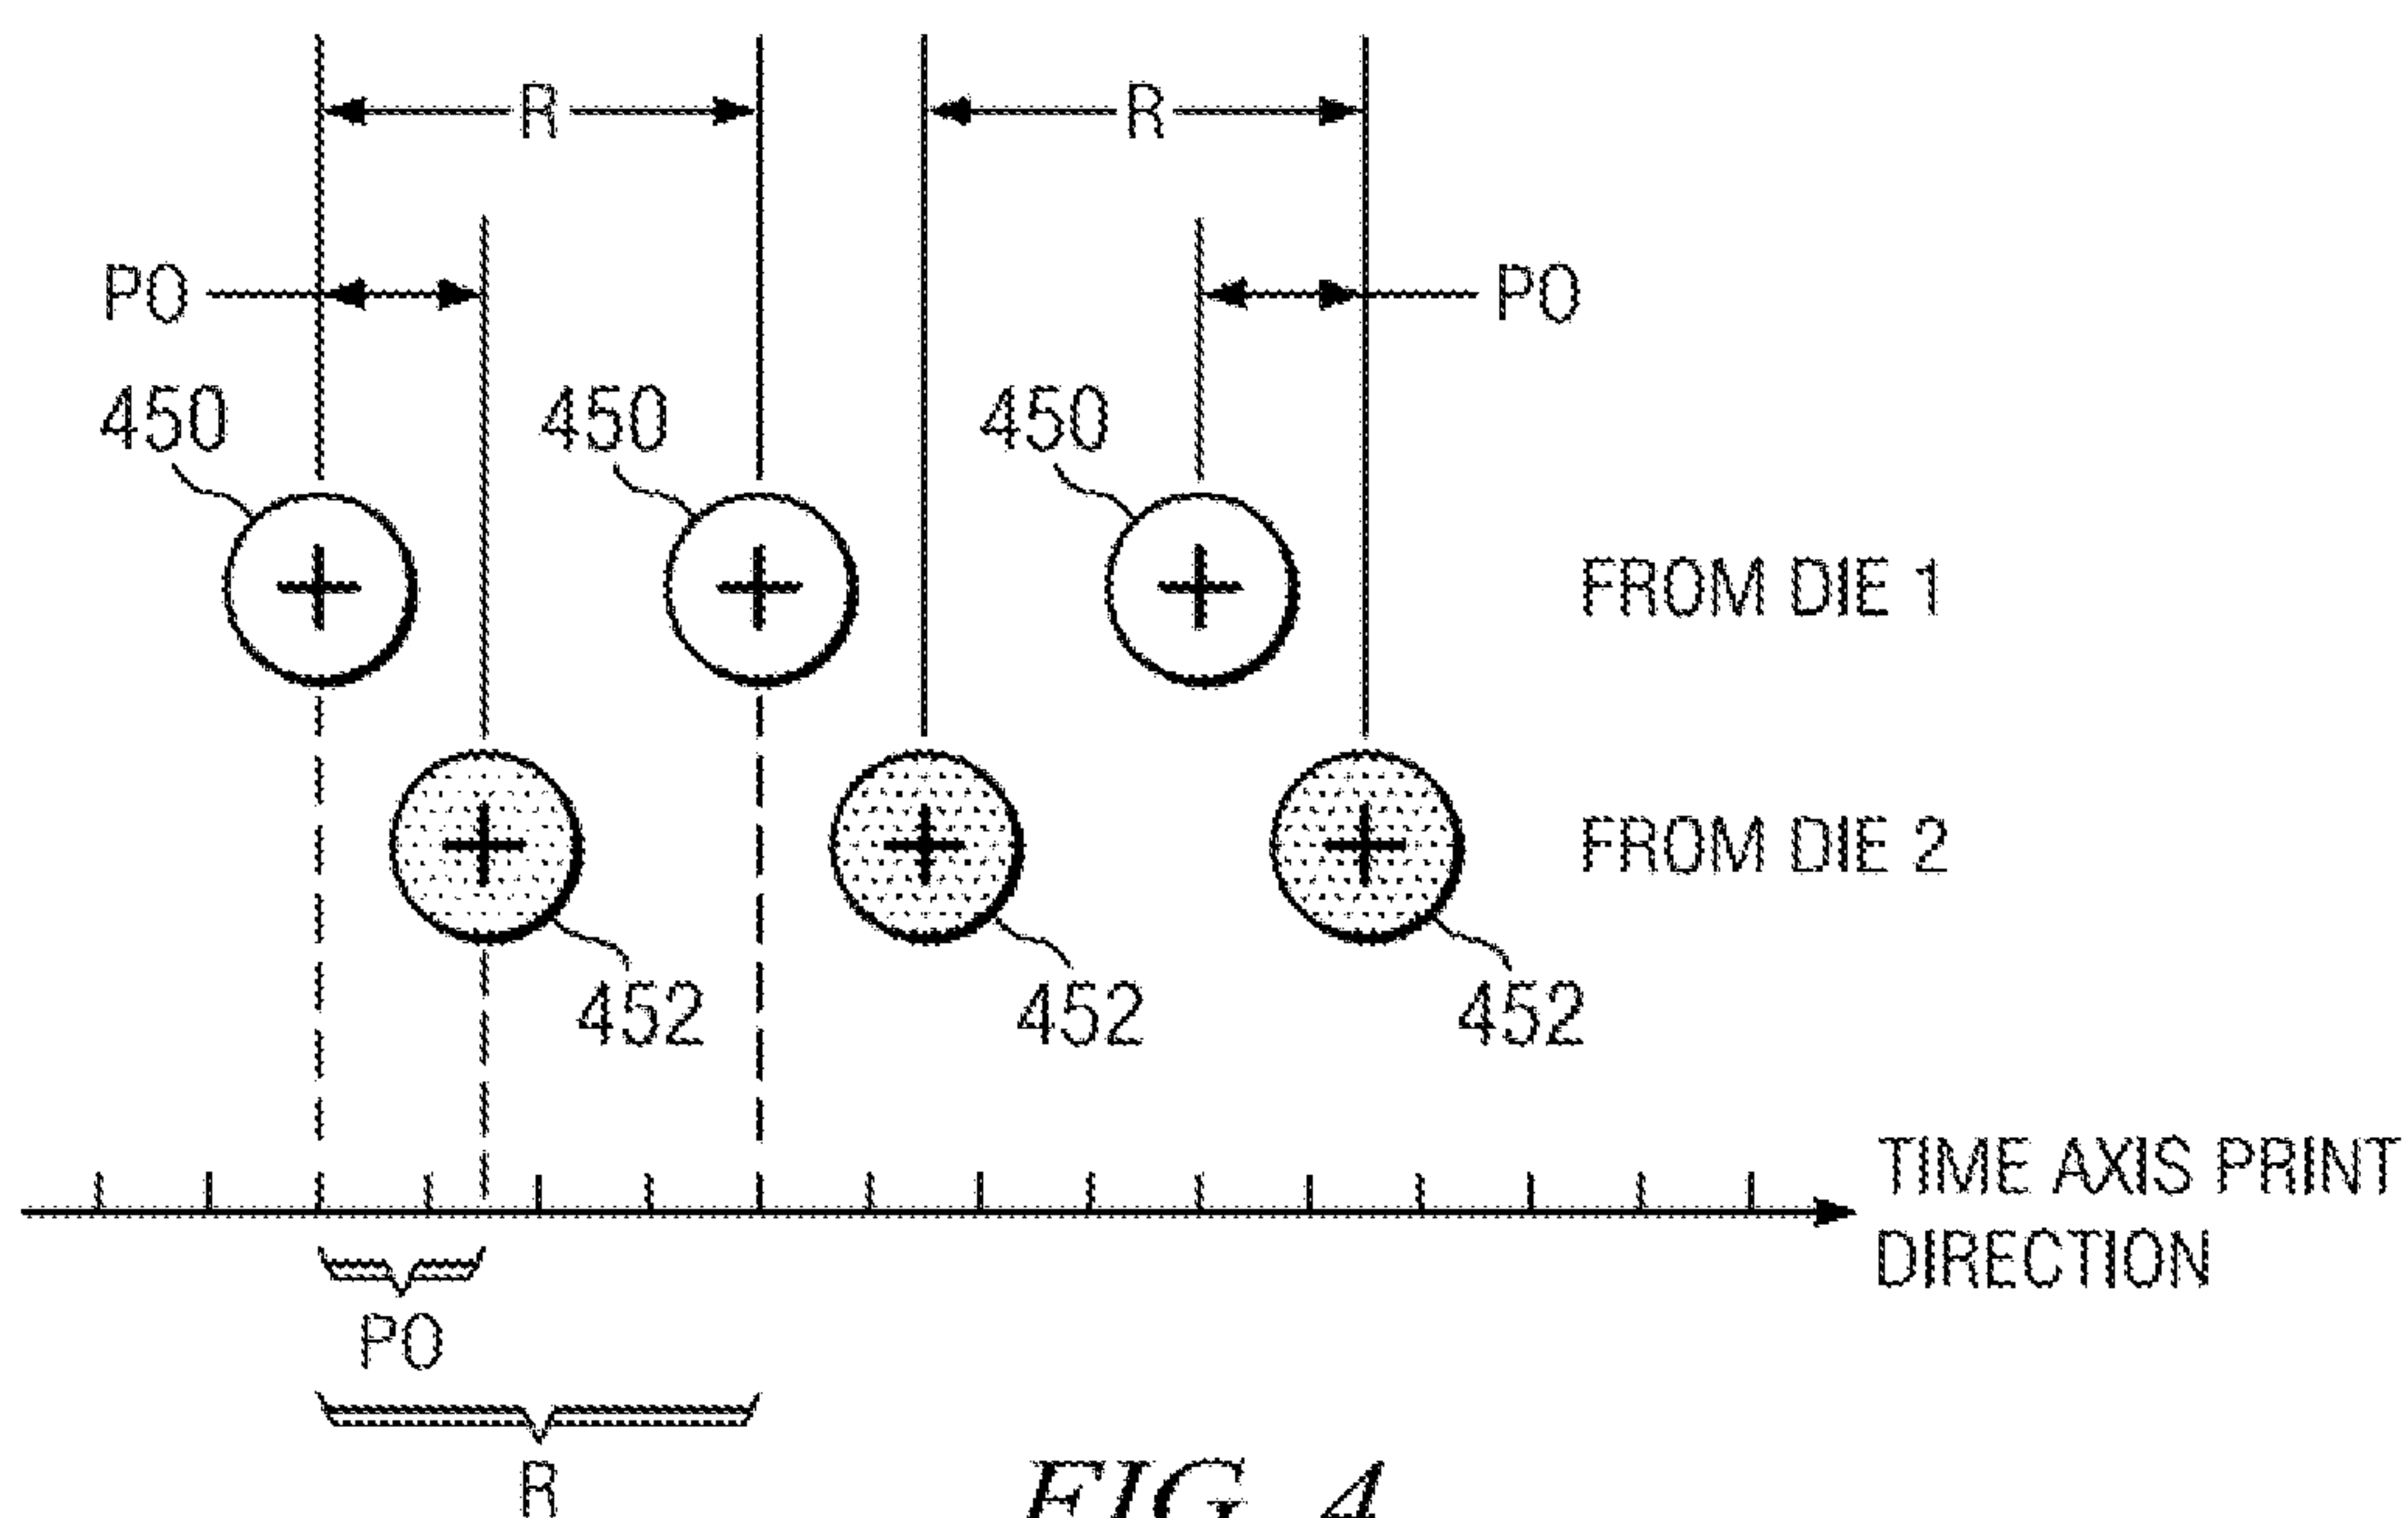 R R
PO PO
450 450 450
FROM DIE 1
FROM DIE 2
452 452 452
TIME AXIS PRINT
DIRECTION
PO
R
FIG. 4